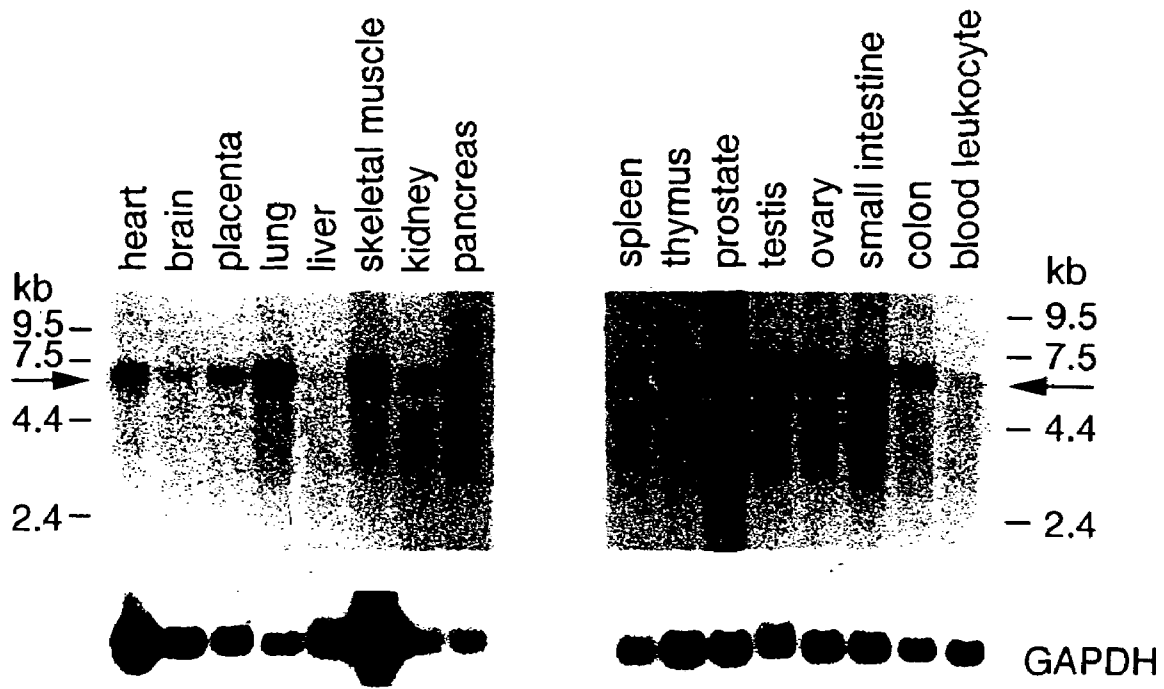 heart
brain
placenta
lung
liver
skeletal muscle
kidney
pancreas
spleen
thymus
prostate
testis
ovary
small intestine
colon
blood leukocyte
kb
9.5
7.5
4.4
2.4
kb
9.5
7.5
4.4
2.4
GAPDH